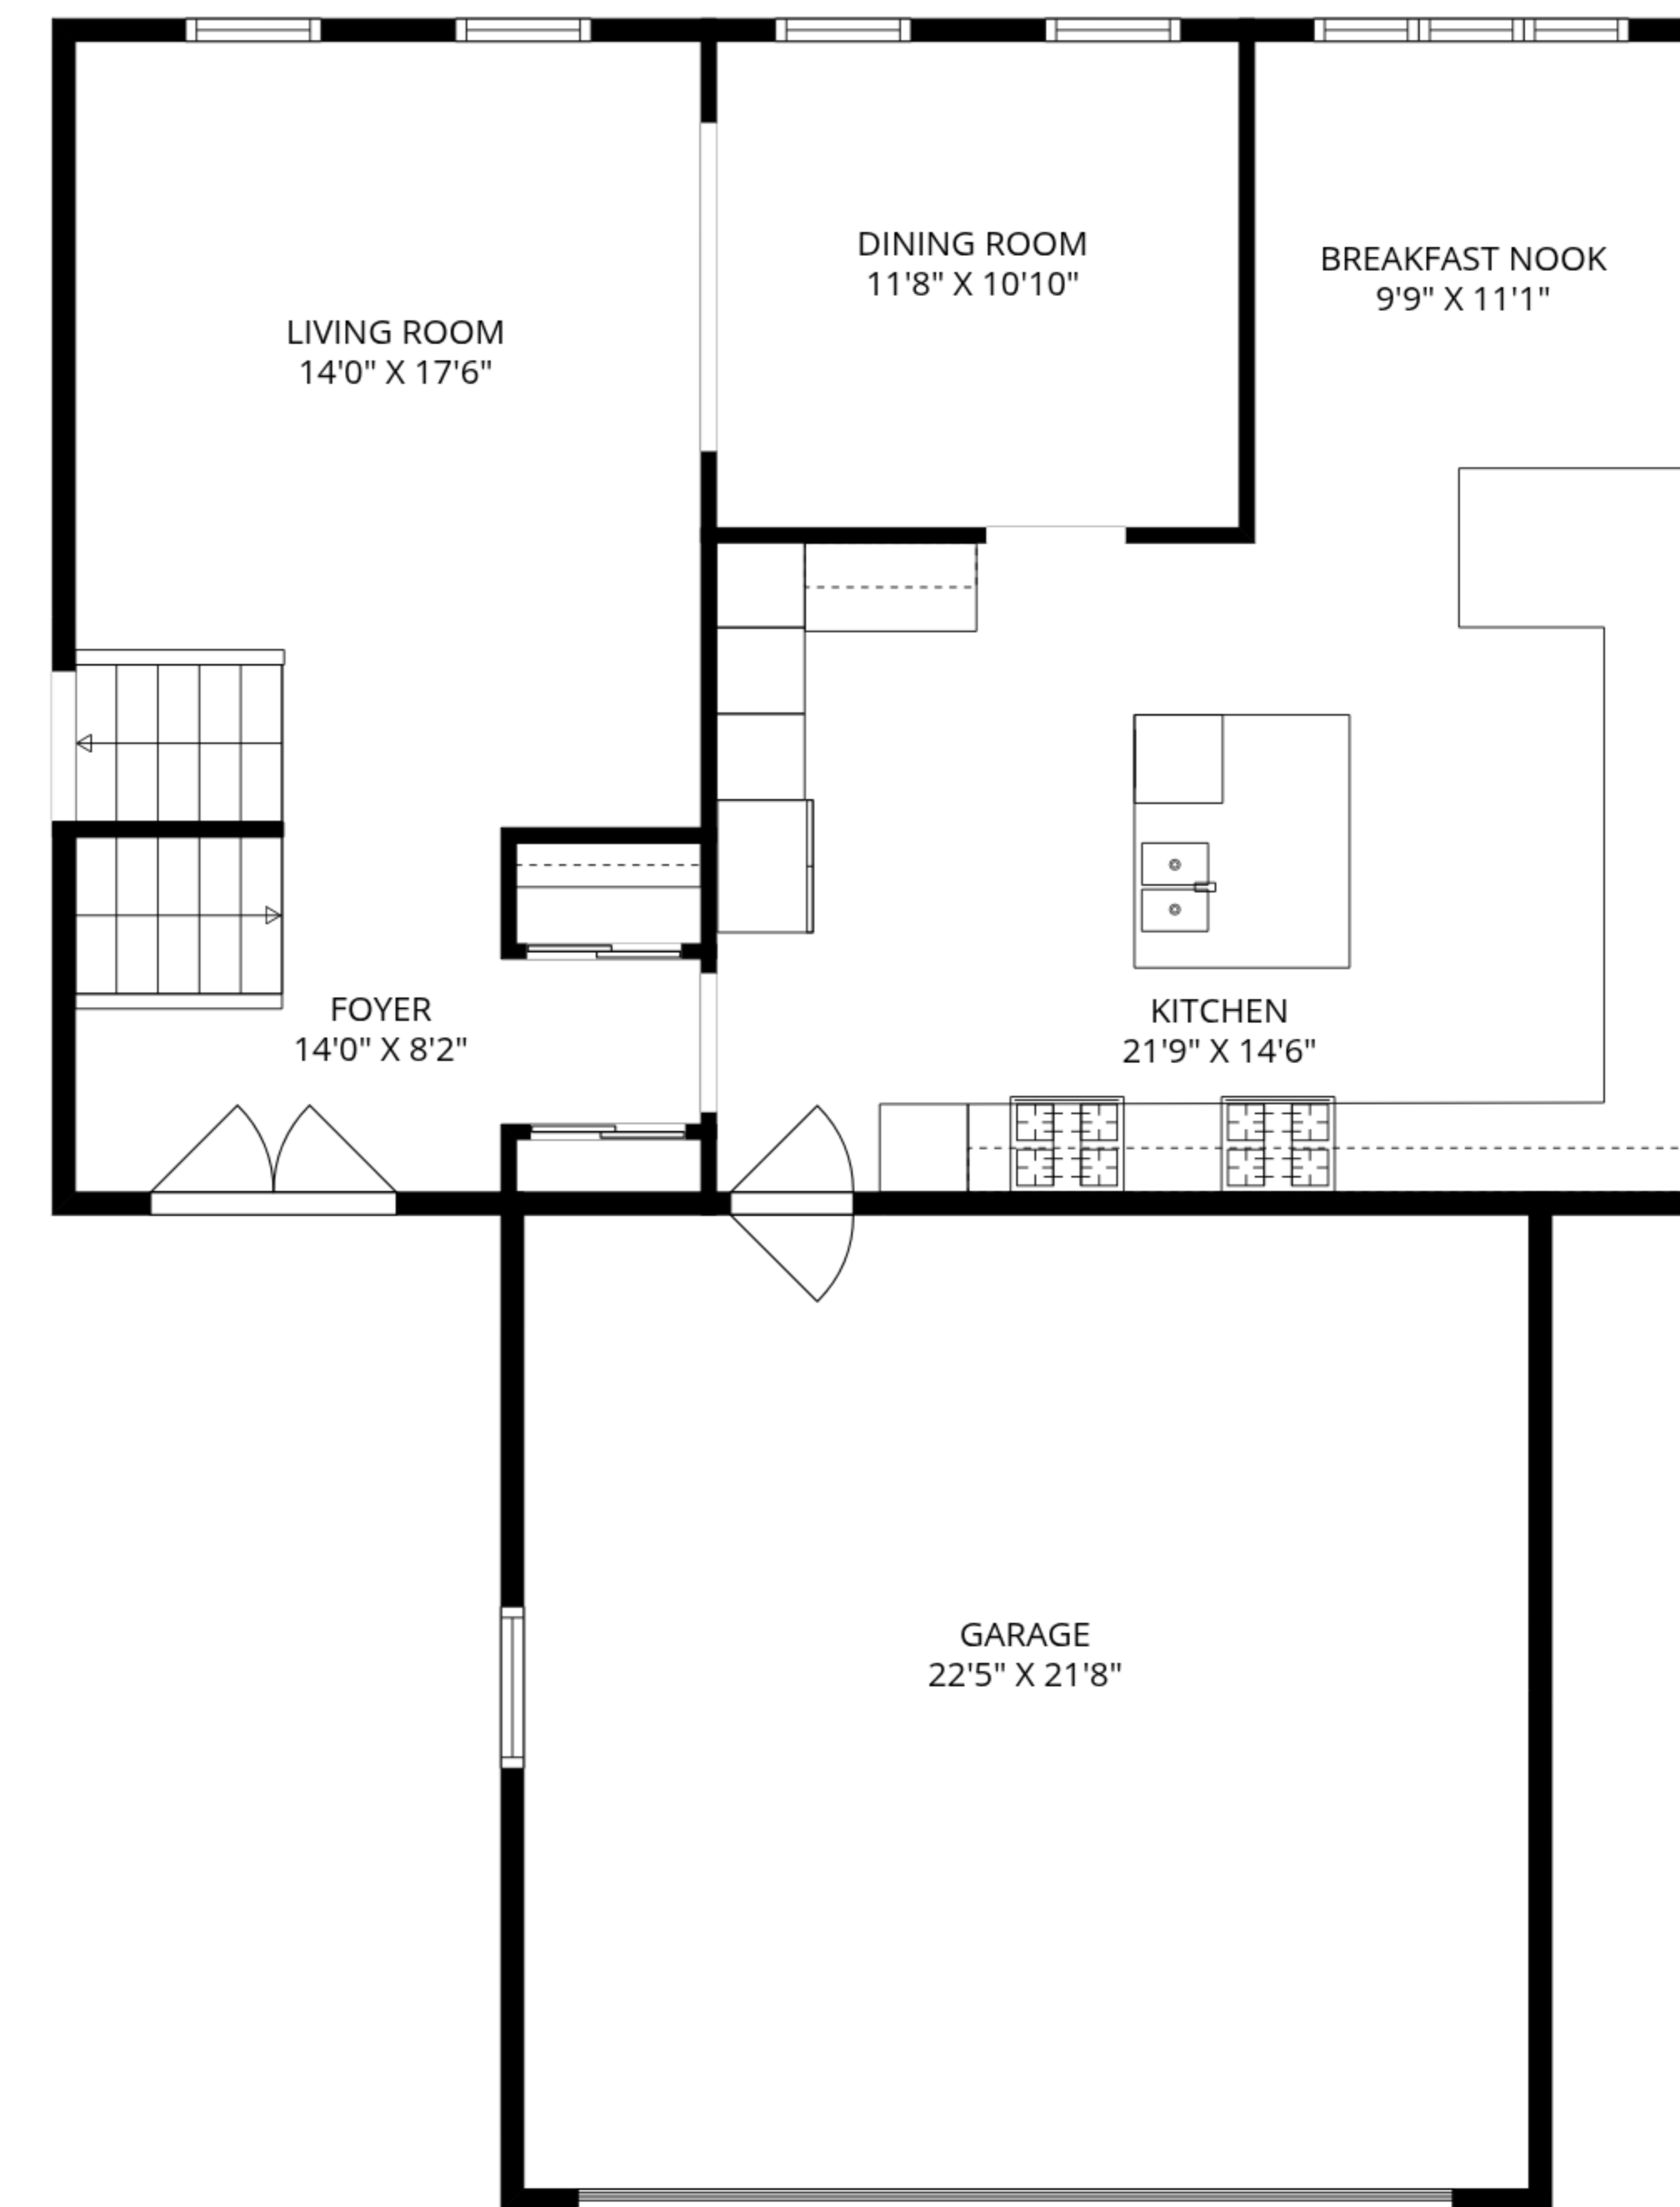 DINING ROOM
11'8" X 10'10"
BREAKFAST NOOK
9'9" X 11'1"
LIVING ROOM
14'0" X 17'6"
FOYER
14'0" X 8'2"
KITCHEN
21'9" X 14'6"
GARAGE
22'5" X 21'8"